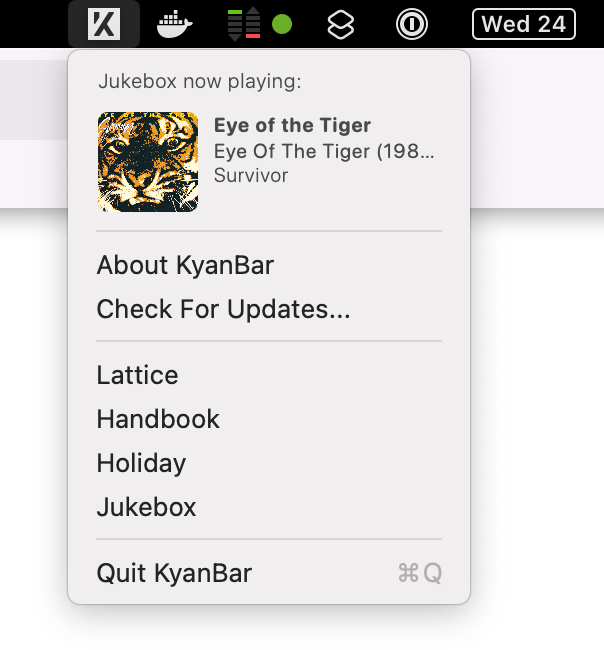 Wed 24
Jukebox now playing:
Eye of the Tiger
Eye Of The Tiger (198...
Survivor
About KyanBar
Check For Updates...
Lattice
Handbook
Holiday
Jukebox
Quit KyanBar ⌘Q